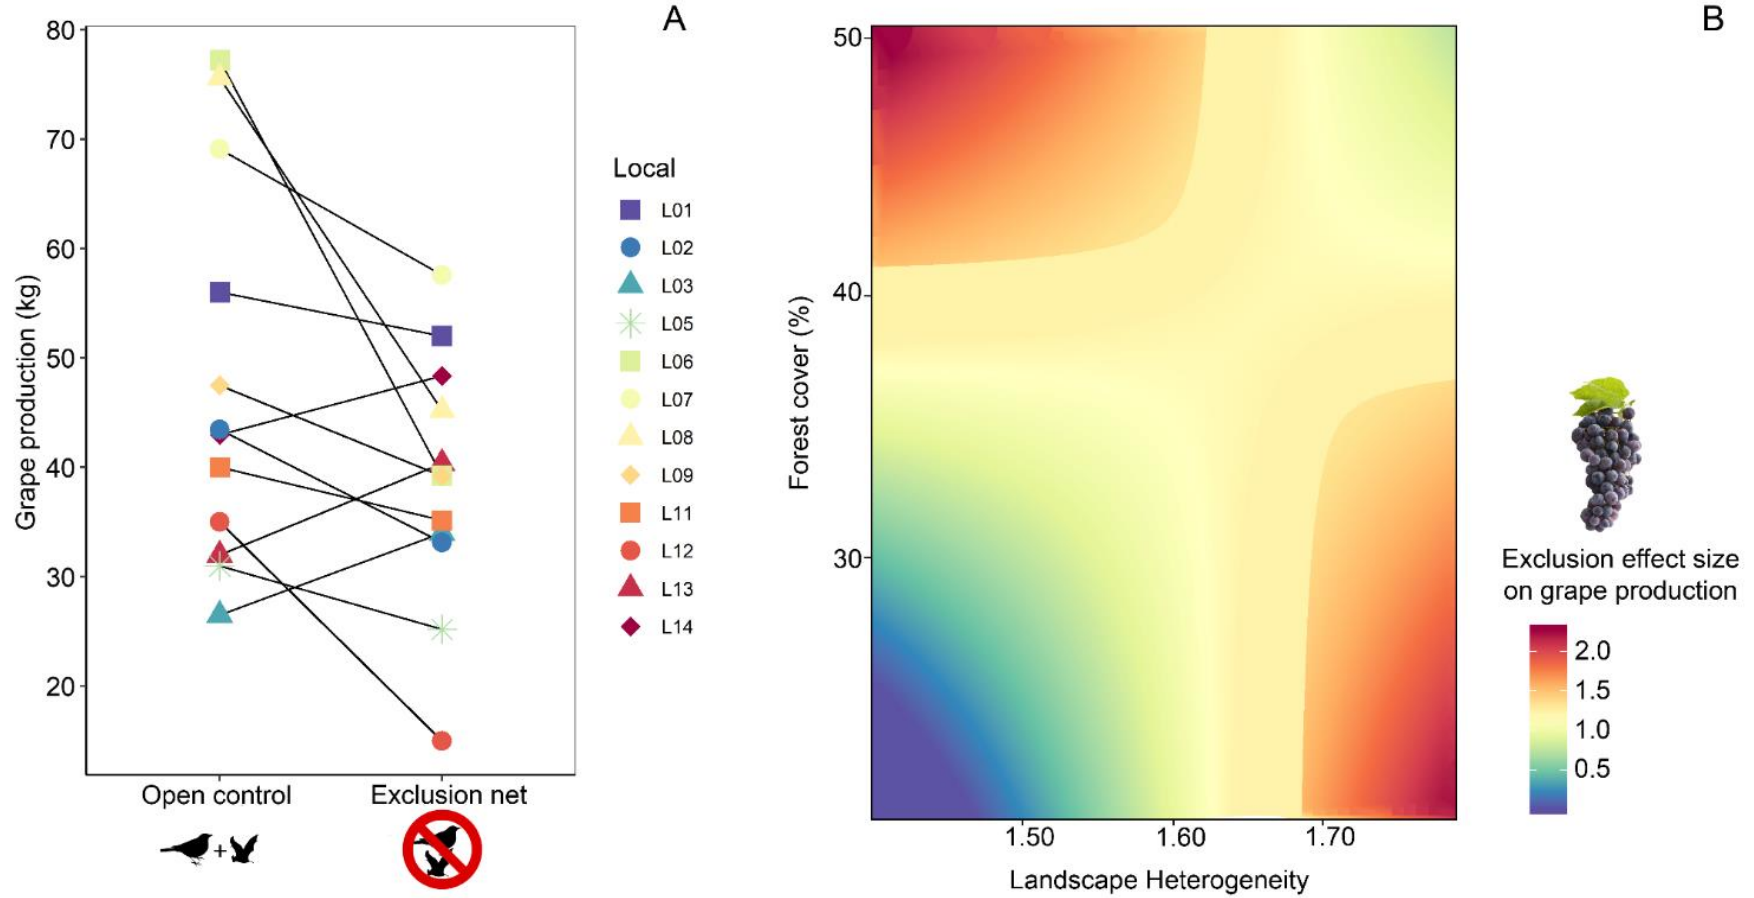 A
80
70
60
50
40
30
20
Grape production (kg)
Open control
Exclusion net
+
Local
L01
L02
L03
L05
L06
L07
L08
L09
L11
L12
L13
L14
B
50
40
30
Forest cover (%)
1.50
1.60
1.70
Landscape Heterogeneity
Exclusion effect size
on grape production
2.0
1.5
1.0
0.5